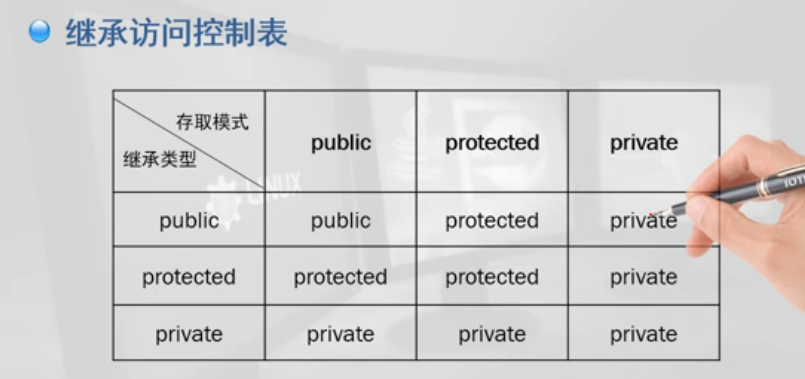 继承访问控制表
存取模式
继承类型
public protected private
public public protected private
protected protected protected private
private private private private
LINUX